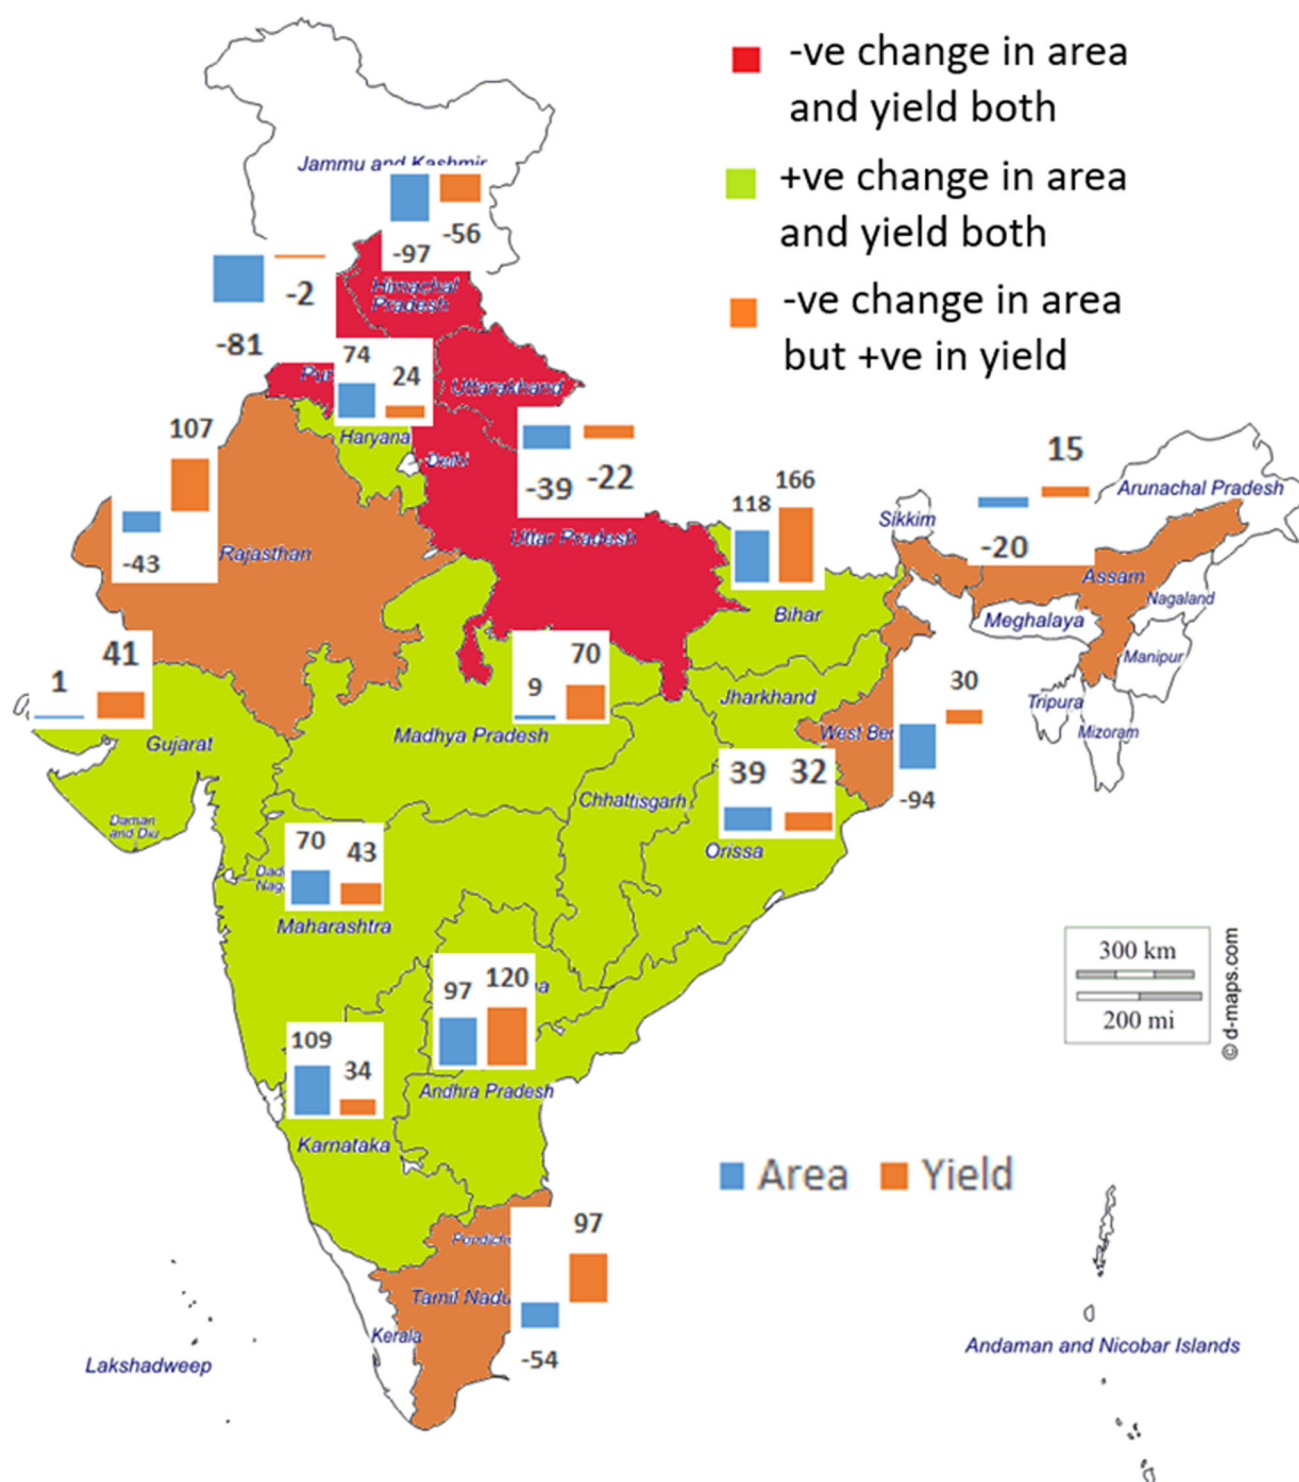 -ve change in area
and yield both
+ve change in area
and yield both
-ve change in area
but +ve in yield
Jammu and Kashmir
-97
-56
-2
-81
Himachal
Pradesh
74
24
Uttarakhand
Haryana
Delhi
107
-43
Rajasthan
-39
-22
Uttar Pradesh
118
166
Bihar
Sikkim
15
-20
Arunachal Pradesh
Assam
Nagaland
Meghalaya
Manipur
Tripura
Mizoram
1
41
Gujarat
9
70
Madhya Pradesh
Jharkhand
30
-94
West Ben
39
32
Orissa
Chhattisgarh
Daman
and Diu
70
43
Maharashtra
97
120
Andhra Pradesh
109
34
Karnataka
300 km
200 mi
© d-maps.com
Area
Yield
97
-54
Tamil Nadu
Kerala
Lakshadweep
Andaman and Nicobar Islands